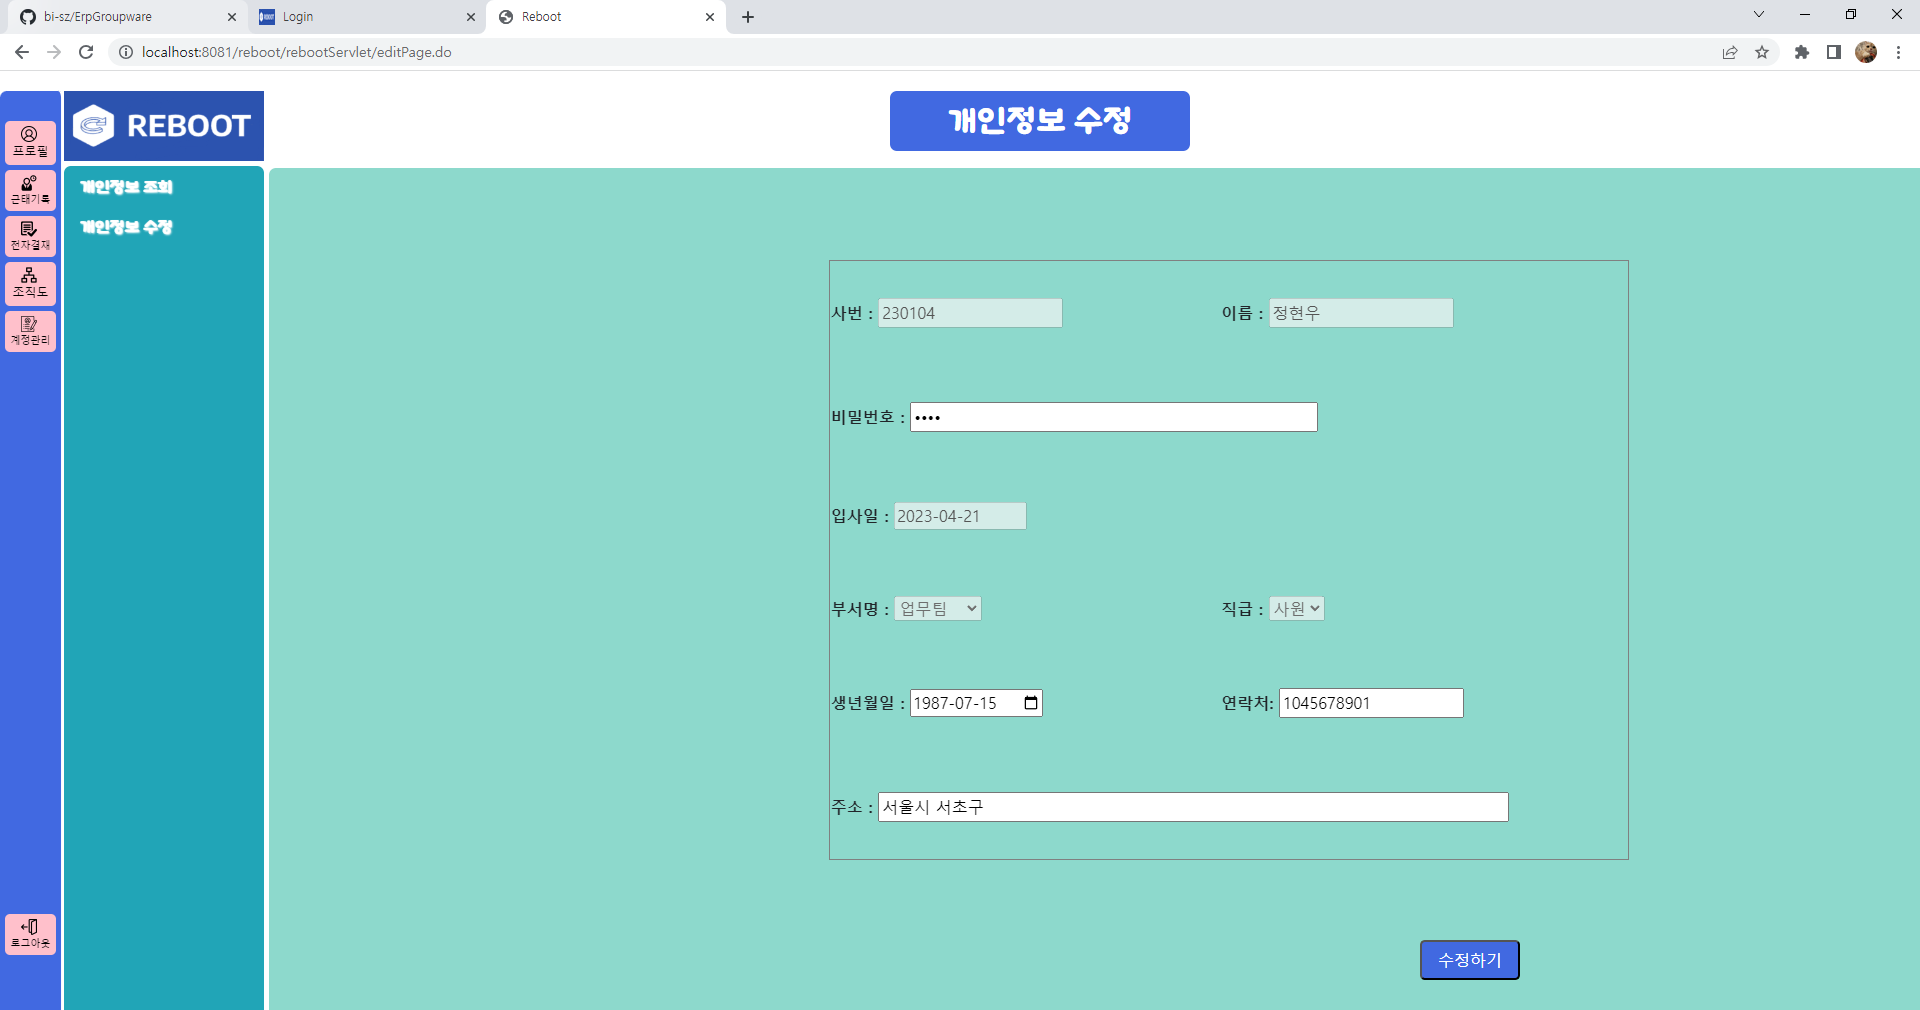 bi-sz/ErpGroupware
Login
Reboot
localhost:8081/reboot/rebootServlet/editPage.do
프로필
근태기록
전자결재
조직도
계정관리
로그아웃
REBOOT
개인정보 조회
개인정보 수정
개인정보 수정
사번 : 230104 이름 : 정현우
비밀번호 : ••••
입사일 : 2023-04-21
부서명 : 업무팀 직급 : 사원
생년월일 : 1987-07-15 연락처: 1045678901
주소 : 서울시 서초구
수정하기